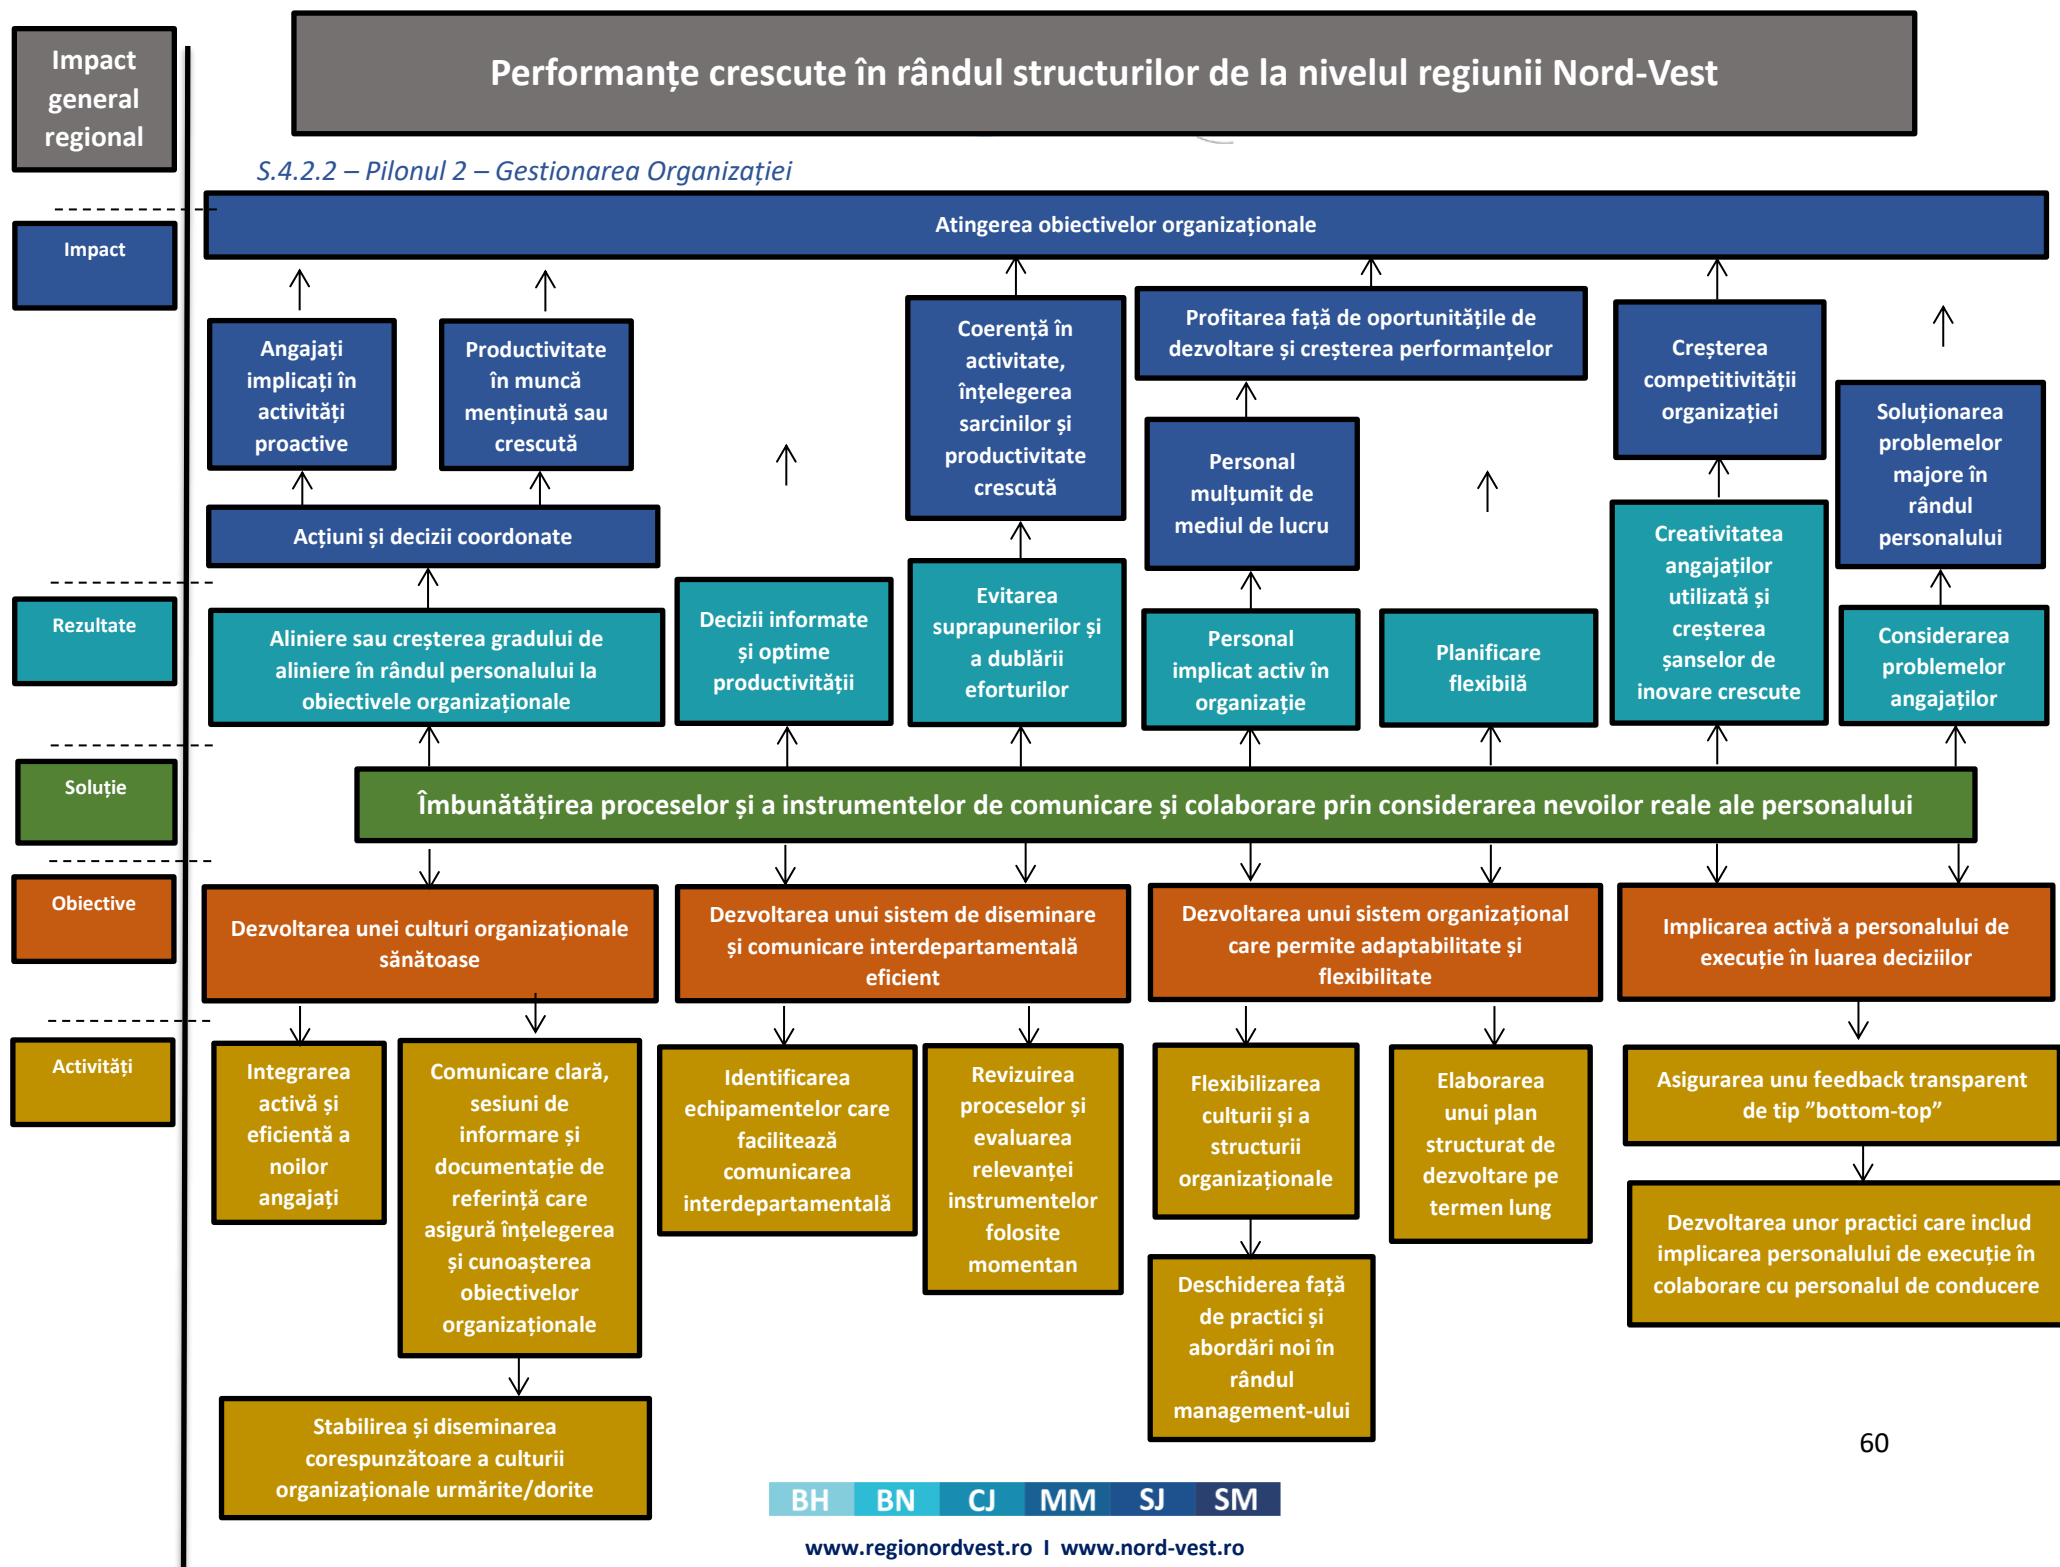 Impact
general
regional
Performanțe crescute în rândul structurilor de la nivelul regiunii Nord-Vest
S.4.2.2 – Pilonul 2 – Gestionarea Organizației
Impact
Atingerea obiectivelor organizaționale
Angajați
implicați în
activități
proactive
Productivitate
în muncă
menținută sau
crescută
Coerență în
activitate,
înțelegerea
sarcinilor și
productivitate
crescută
Profitarea față de oportunitățile de
dezvoltare și creșterea performanțelor
Personal
mulțumit de
mediul de lucru
Creșterea
competitivității
organizației
Soluționarea
problemelor
majore în
rândul
personalului
Acțiuni și decizii coordonate
Rezultate
Aliniere sau creșterea gradului de
aliniere în rândul personalului la
obiectivele organizaționale
Decizii informate
și optime
productivității
Evitarea
suprapunerilor și
a dublării
eforturilor
Personal
implicat activ în
organizație
Planificare
flexibilă
Creativitatea
angajaților
utilizată și
creșterea
șanselor de
inovare crescute
Considerarea
problemelor
angajaților
Soluție
Îmbunătățirea proceselor și a instrumentelor de comunicare și colaborare prin considerarea nevoilor reale ale personalului
Obiective
Dezvoltarea unei culturi organizaționale
sănătoase
Dezvoltarea unui sistem de diseminare
și comunicare interdepartamentală
eficient
Dezvoltarea unui sistem organizațional
care permite adaptabilitate și
flexibilitate
Implicarea activă a personalului de
execuție în luarea deciziilor
Activități
Integrarea
activă și
eficientă a
noilor
angajați
Comunicare clară,
sesiuni de
informare și
documentație de
referință care
asigură înțelegerea
și cunoașterea
obiectivelor
organizaționale
Identificarea
echipamentelor care
facilitează
comunicarea
interdepartamentală
Revizuirea
proceselor și
evaluarea
relevanței
instrumentelor
folosite
momentan
Flexibilizarea
culturii și a
structurii
organizaționale
Elaborarea
unui plan
structurat de
dezvoltare pe
termen lung
Asigurarea unu feedback transparent
de tip ”bottom-top”
Dezvoltarea unor practici care includ
implicarea personalului de execuție în
colaborare cu personalul de conducere
Deschiderea față
de practici și
abordări noi în
rândul
management-ului
Stabilirea și diseminarea
corespunzătoare a culturii
organizaționale urmărite/dorite
60
BH BN CJ MM SJ SM
www.regionordvest.ro I www.nord-vest.ro